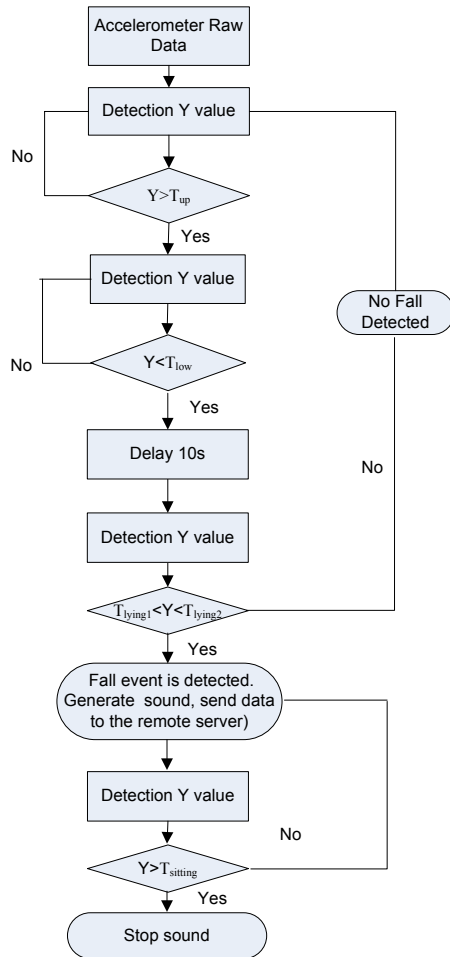 Accelerometer Raw
Data
Detection Y value
No
Y>Tup
Yes
Detection Y value
No Fall
Detected
No
Y<Tlow
Yes
Delay 10s
No
Detection Y value
Tlying1<Y<Tlying2
Yes
Fall event is detected.
Generate sound, send data
to the remote server)
Detection Y value
No
Y>Tsitting
Yes
Stop sound